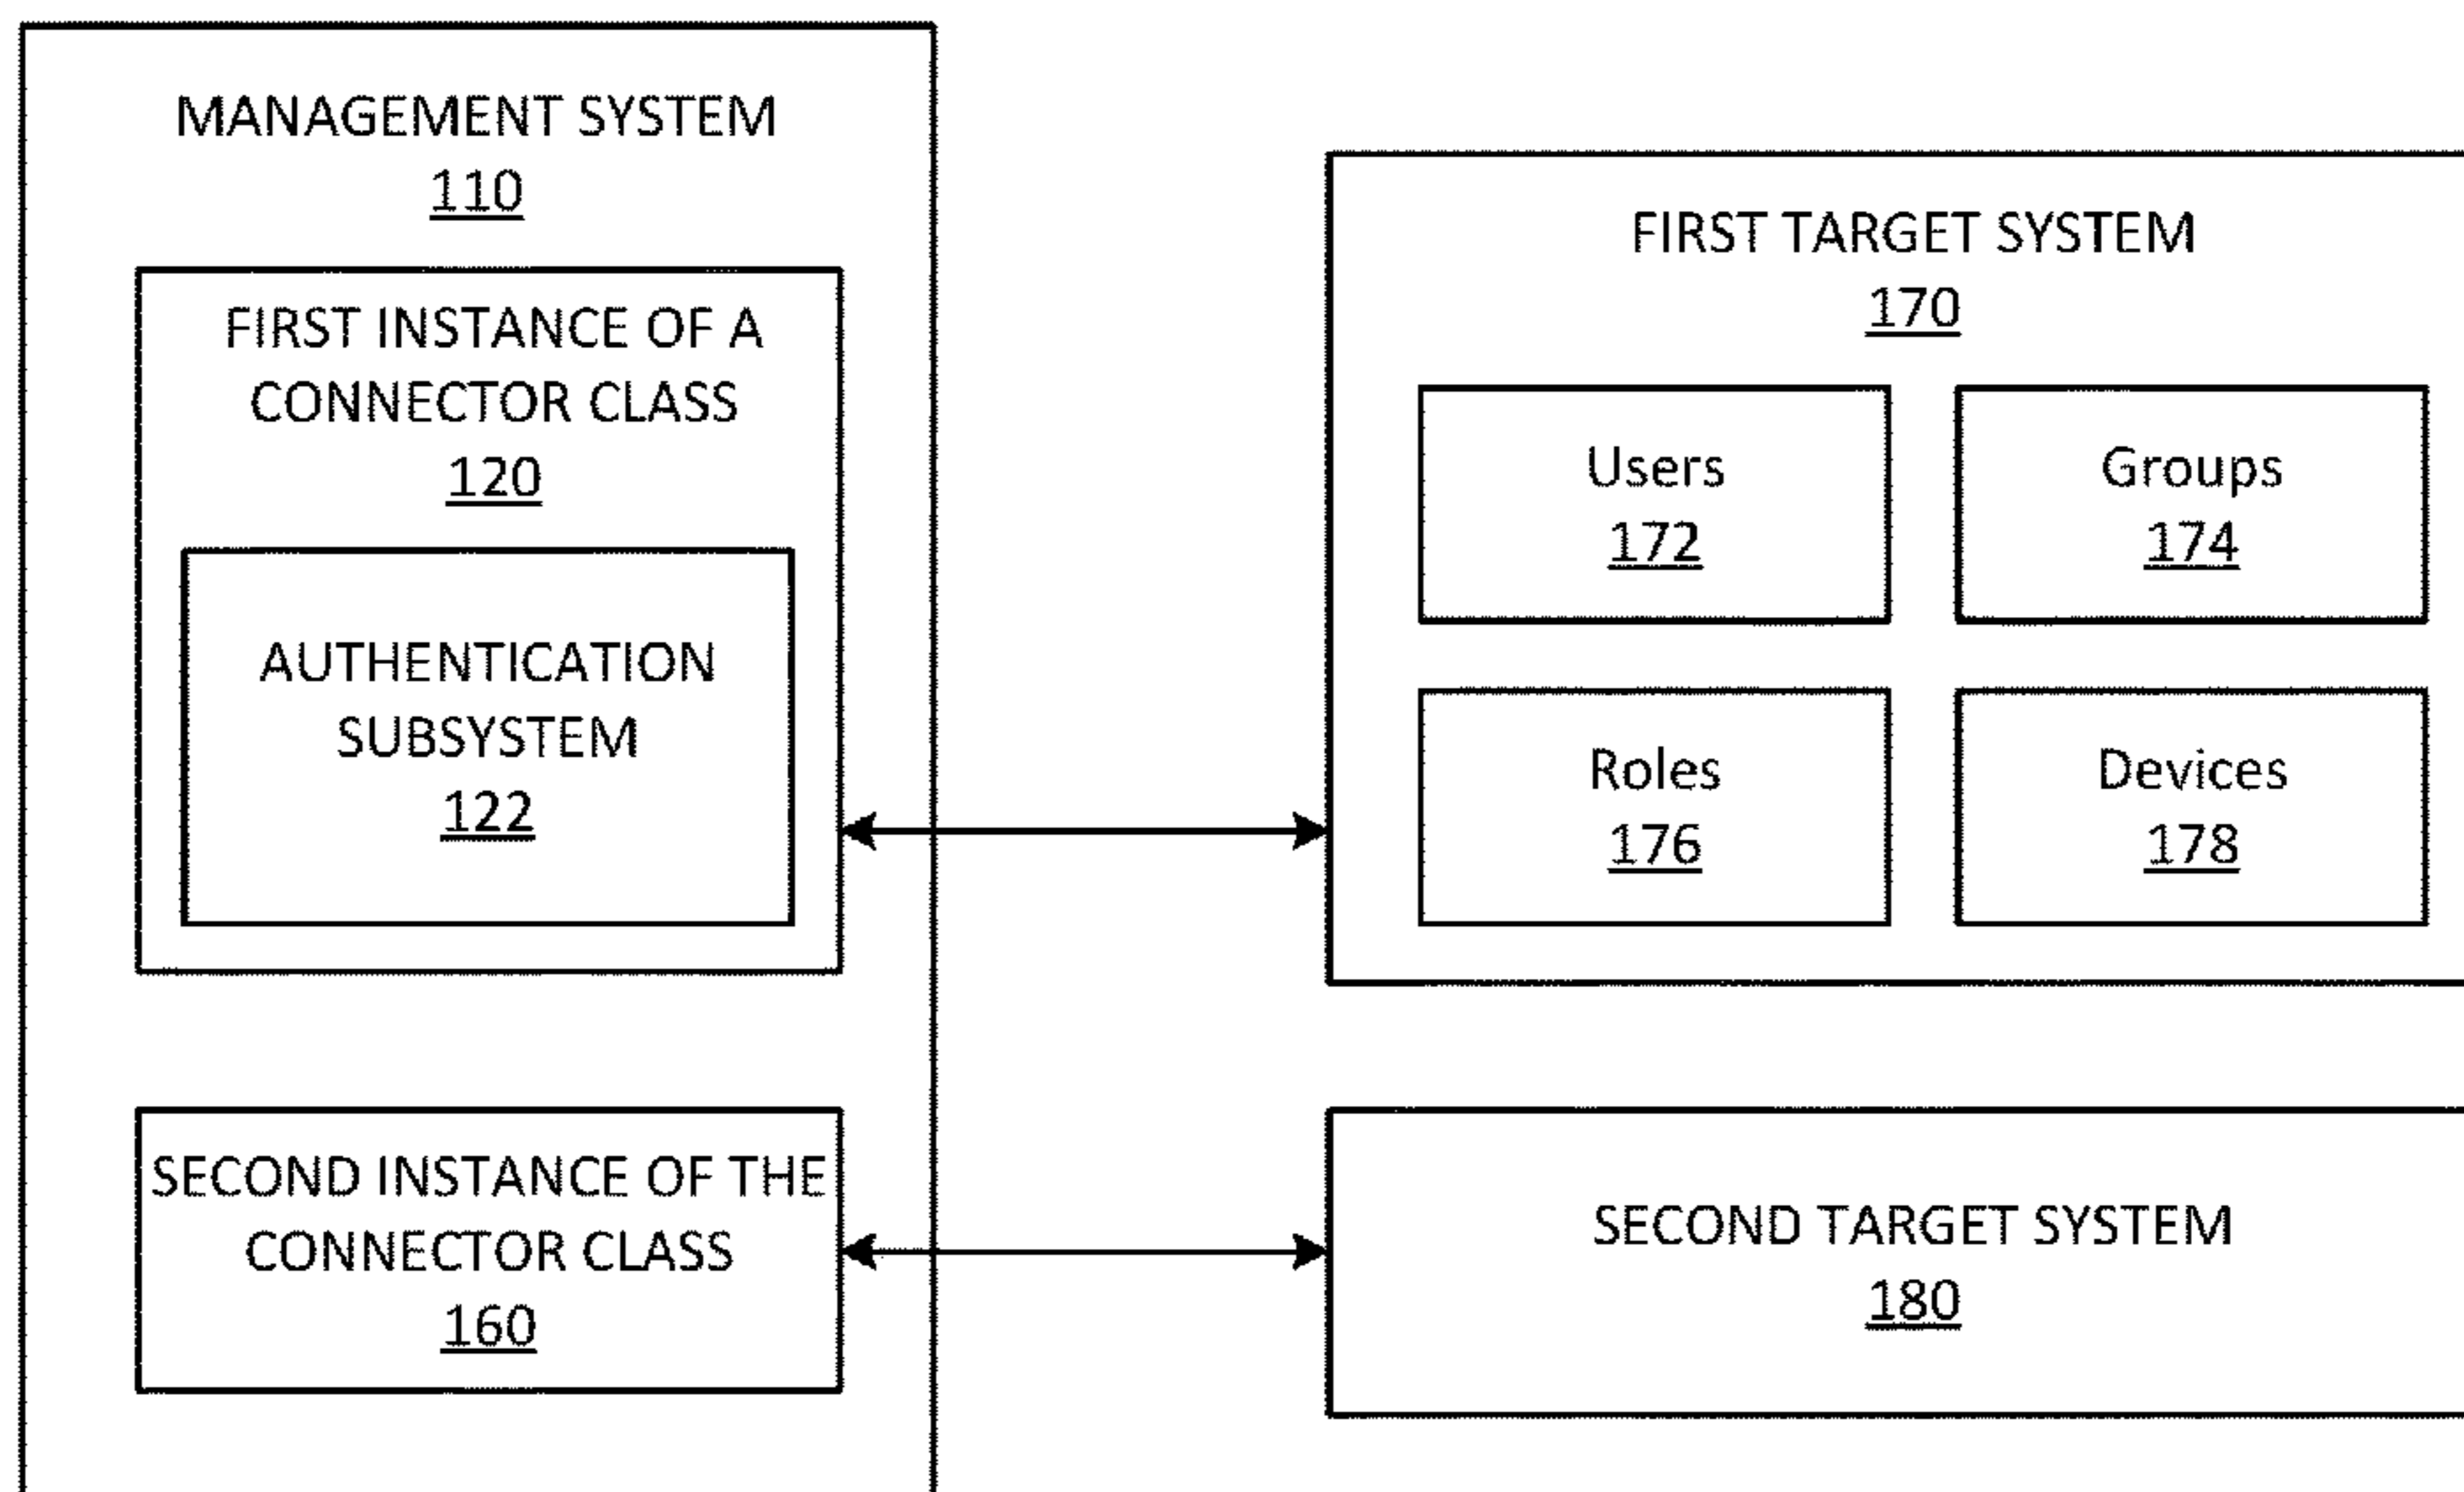 MANAGEMENT SYSTEM
110
FIRST INSTANCE OF A
CONNECTOR CLASS
120
AUTHENTICATION
SUBSYSTEM
122
SECOND INSTANCE OF THE
CONNECTOR CLASS
160
FIRST TARGET SYSTEM
170
Users
172
Groups
174
Roles
176
Devices
178
SECOND TARGET SYSTEM
180